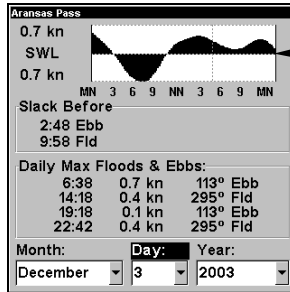 Aransas Pass
0.7 kn
SWL
0.7 kn
MN 3 6 9 NN 3 6 9 MN
Slack Before
2:48 Ebb
9:58 Fld
Daily Max Floods & Ebbs:
6:38 0.7 kn 113º Ebb
14:18 0.4 kn 295º Fld
19:18 0.1 kn 113º Ebb
22:42 0.4 kn 295º Fld
Month: Day: Year:
December 3 2003